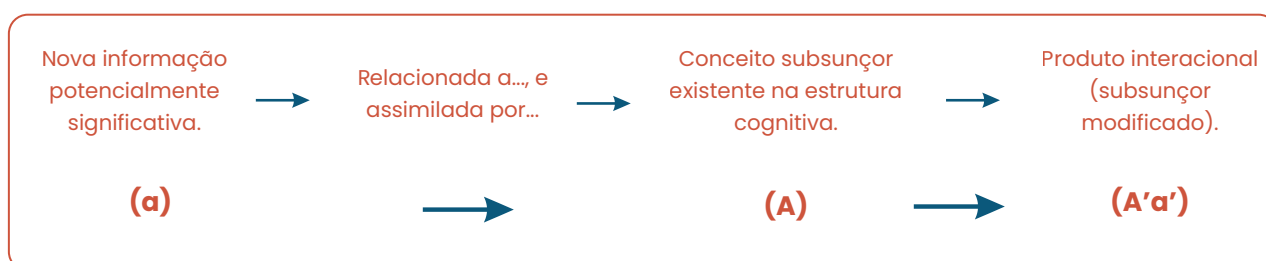 Nova informação
potencialmente
significativa.
Relacionada a..., e
assimilada por...
Conceito subsunçor
existente na estrutura
cognitiva.
Produto interacional
(subsunçor
modificado).
(a)
(A)
(A’a’)